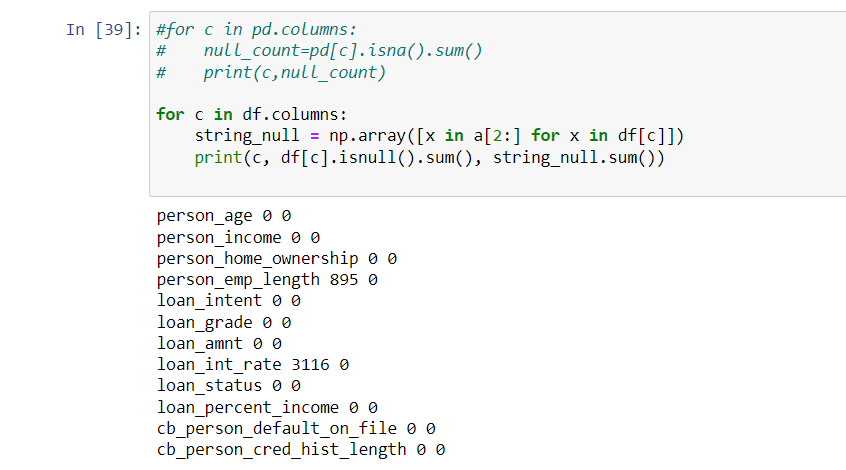 In [39]: #for c in pd.columns:
#    null_count=pd[c].isna().sum()
#    print(c,null_count)
for c in df.columns:
    string_null = np.array([x in a[2:] for x in df[c]])
    print(c, df[c].isnull().sum(), string_null.sum())
person_age 0 0
person_income 0 0
person_home_ownership 0 0
person_emp_length 895 0
loan_intent 0 0
loan_grade 0 0
loan_amnt 0 0
loan_int_rate 3116 0
loan_status 0 0
loan_percent_income 0 0
cb_person_default_on_file 0 0
cb_person_cred_hist_length 0 0